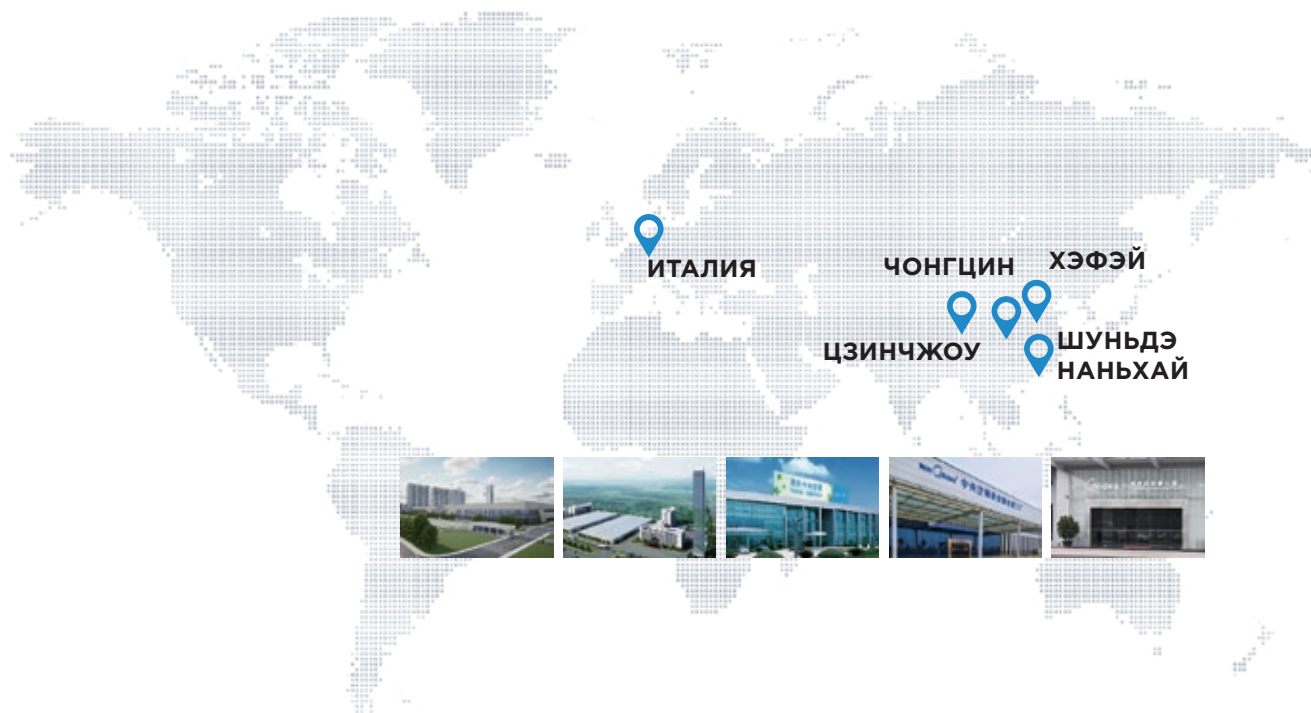 ЧОНГЦИН
ХЭФЭЙ
ИТАЛИЯ
ЦЗИНЧЖОУ
ШУНЬДЭ
НАНЬХАЙ